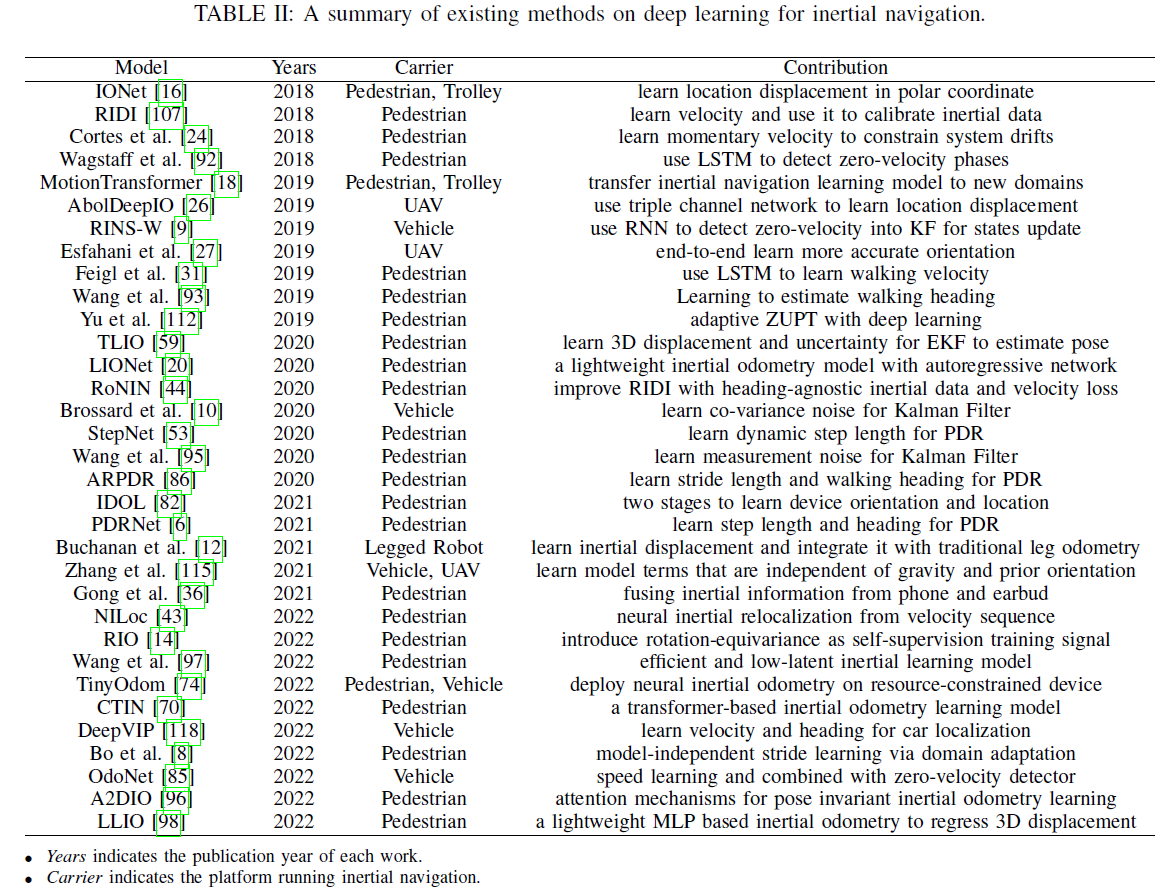 TABLE II: A summary of existing methods on deep learning for inertial navigation.
Model Years Carrier Contribution
IONet [16] 2018 Pedestrian, Trolley learn location displacement in polar coordinate
RIDI [107] 2018 Pedestrian learn velocity and use it to calibrate inertial data
Cortes et al. [24] 2018 Pedestrian learn momentary velocity to constrain system drifts
Wagstaff et al. [92] 2018 Pedestrian use LSTM to detect zero-velocity phases
MotionTransformer [18] 2019 Pedestrian, Trolley transfer inertial navigation learning model to new domains
AbolDeepIO [26] 2019 UAV use triple channel network to learn location displacement
RINS-W [9] 2019 Vehicle use RNN to detect zero-velocity into KF for states update
Esfahani et al. [27] 2019 UAV end-to-end learn more accurate orientation
Feigl et al. [31] 2019 Pedestrian use LSTM to learn walking velocity
Wang et al. [93] 2019 Pedestrian Learning to estimate walking heading
Yu et al. [112] 2019 Pedestrian adaptive ZUPT with deep learning
TLIO [59] 2020 Pedestrian learn 3D displacement and uncertainty for EKF to estimate pose
LIONet [20] 2020 Pedestrian a lightweight inertial odometry model with autoregressive network
RoNIN [44] 2020 Pedestrian improve RIDI with heading-agnostic inertial data and velocity loss
Brossard et al. [10] 2020 Vehicle learn co-variance noise for Kalman Filter
StepNet [53] 2020 Pedestrian learn dynamic step length for PDR
Wang et al. [95] 2020 Pedestrian learn measurement noise for Kalman Filter
ARPDR [86] 2020 Pedestrian learn stride length and walking heading for PDR
IDOL [82] 2021 Pedestrian two stages to learn device orientation and location
PDRNet [6] 2021 Pedestrian learn step length and heading for PDR
Buchanan et al. [12] 2021 Legged Robot learn inertial displacement and integrate it with traditional leg odometry
Zhang et al. [115] 2021 Vehicle, UAV learn model terms that are independent of gravity and prior orientation
Gong et al. [36] 2021 Pedestrian fusing inertial information from phone and earbud
NILoc [43] 2022 Pedestrian neural inertial relocalization from velocity sequence
RIO [14] 2022 Pedestrian introduce rotation-equivariance as self-supervision training signal
Wang et al. [97] 2022 Pedestrian efficient and low-latent inertial learning model
TinyOdom [74] 2022 Pedestrian, Vehicle deploy neural inertial odometry on resource-constrained device
CTIN [70] 2022 Pedestrian a transformer-based inertial odometry learning model
DeepVIP [118] 2022 Vehicle learn velocity and heading for car localization
Bo et al. [8] 2022 Pedestrian model-independent stride learning via domain adaptation
OdoNet [85] 2022 Vehicle speed learning and combined with zero-velocity detector
A2DIO [96] 2022 Pedestrian attention mechanisms for pose invariant inertial odometry learning
LLIO [98] 2022 Pedestrian a lightweight MLP based inertial odometry to regress 3D displacement
• Years indicates the publication year of each work.
• Carrier indicates the platform running inertial navigation.